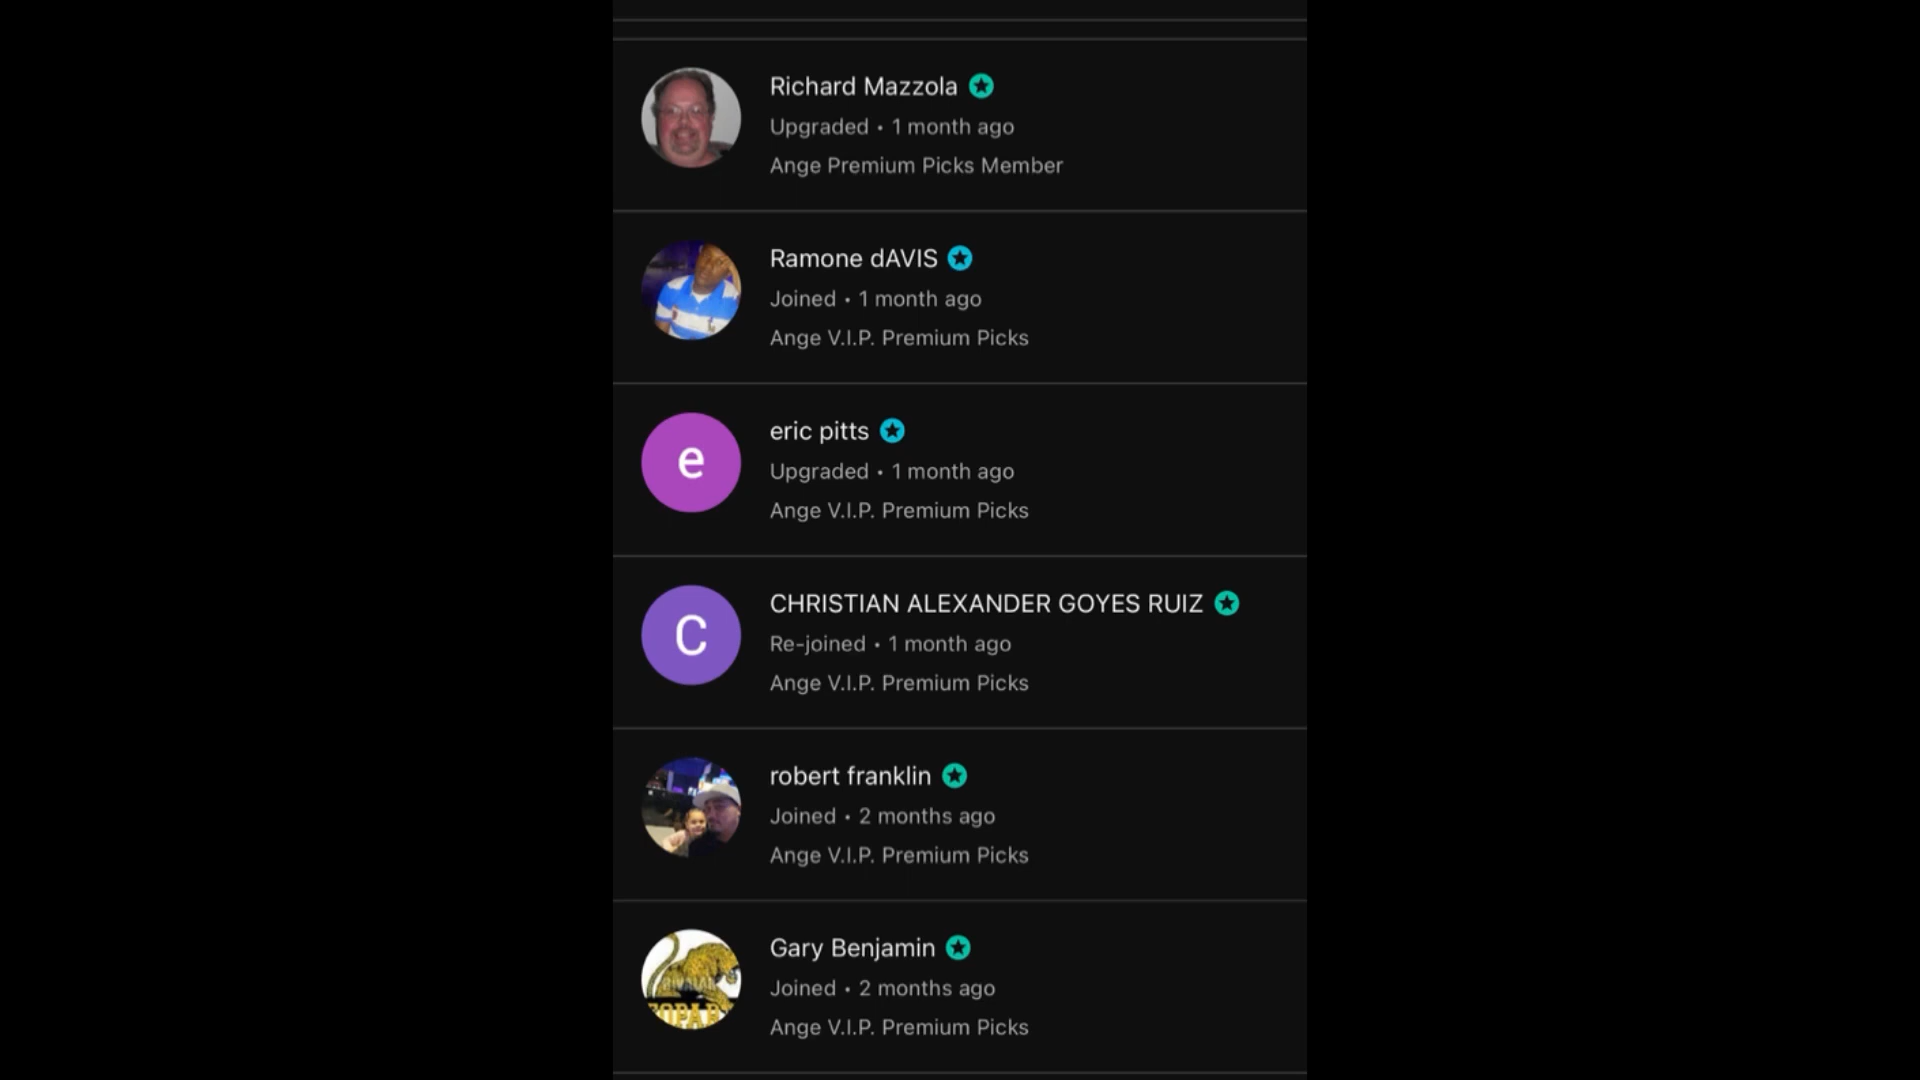 Richard Mazzola
Upgraded • 1 month ago
Ange Premium Picks Member
Ramone dAVIS
Joined • 1 month ago
Ange V.I.P. Premium Picks
e
eric pitts
Upgraded • 1 month ago
Ange V.I.P. Premium Picks
C
CHRISTIAN ALEXANDER GOYES RUIZ
Re-joined • 1 month ago
Ange V.I.P. Premium Picks
robert franklin
Joined • 2 months ago
Ange V.I.P. Premium Picks
Gary Benjamin
Joined • 2 months ago
Ange V.I.P. Premium Picks